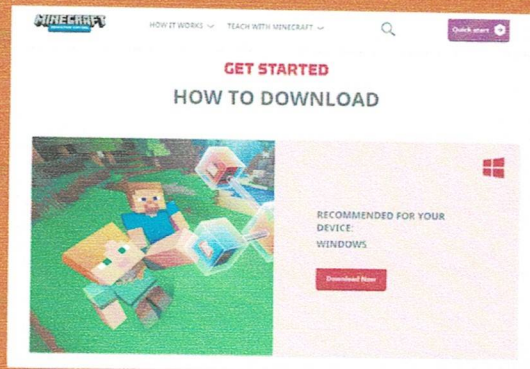 MINECRAFT
HOW IT WORKS
TEACH WITH MINECRAFT
Quick start
GET STARTED
HOW TO DOWNLOAD
RECOMMENDED FOR YOUR
DEVICE:
WINDOWS
Download Now